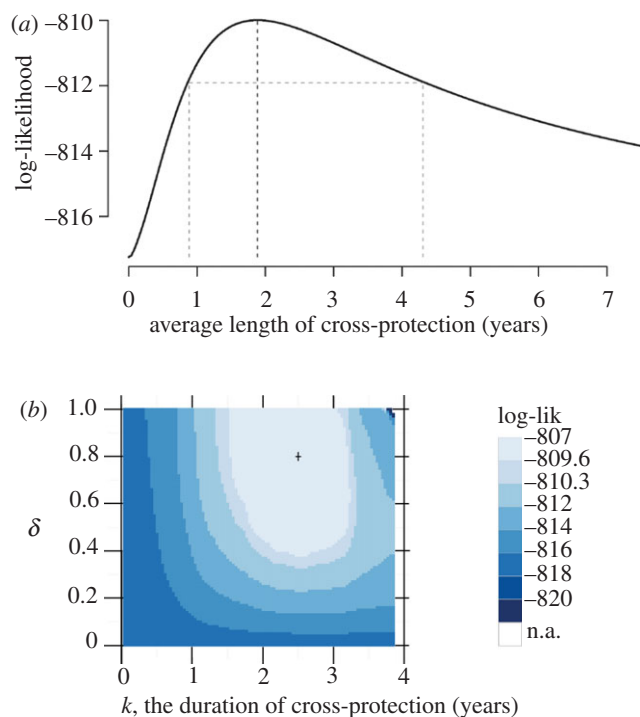 (a)
−810
−812
−814
−816
log-likelihood
0 1 2 3 4 5 6 7
average length of cross-protection (years)
(b)
1.0
0.8
0.6
0.4
0.2
0
δ
0 1 2 3 4
k, the duration of cross-protection (years)
log-lik
−807
−809.6
−810.3
−812
−814
−816
−818
−820
n.a.